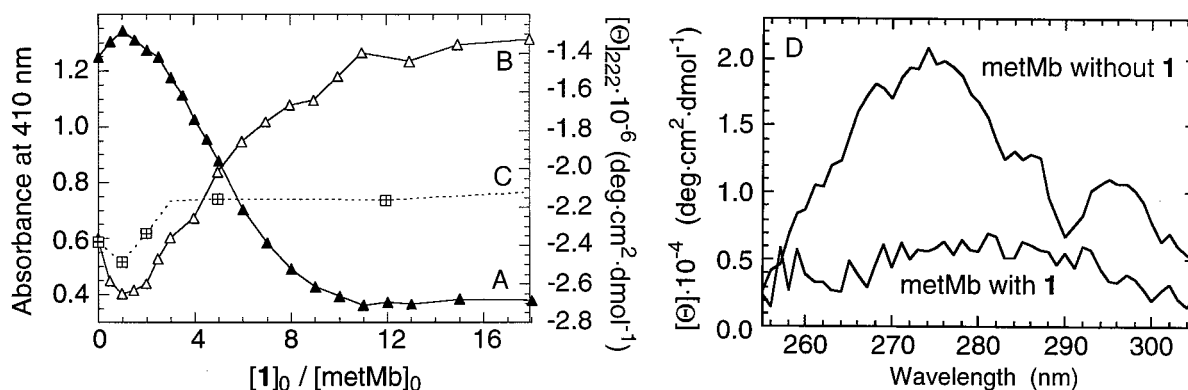 Absorbance at 410 nm
1.2
1.0
0.8
0.6
0.4
A
B
C
0 4 8 12 16
[1]₀ / [metMb]₀
-1.4
-1.6
-1.8
-2.0
-2.2
-2.4
-2.6
-2.8
[Θ]₂₂₂·10⁻⁶ (deg·cm²·dmol⁻¹)
D
[Θ]·10⁻⁴ (deg·cm²·dmol⁻¹)
2.0
1.5
1.0
0.5
0.0
metMb without 1
metMb with 1
260 270 280 290 300
Wavelength (nm)